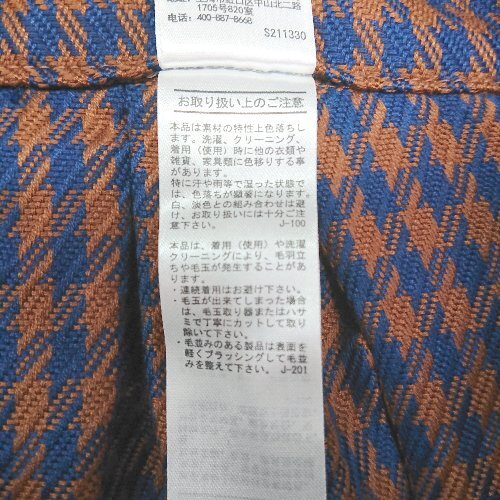 1705号820室
电话：400-887-8668
S211330
お取り扱い上のご注意
本品は素材の特性上色落ちし
ます。洗濯、クリーニング、
着用（使用）時に他の衣類や
雑貨、家具類に色移りする事
があります。
特に汗や雨等で湿った状態で
は、色落ちが顕著になります。
白、淡色との組み合わせは避
け、お取り扱いには十分ご注
意下さい。 J-100
本品は、着用（使用）や洗濯
クリーニングにより、毛羽立
ちや毛玉が発生することがあ
ります。
・連続着用はお避け下さい。
・毛玉が出来てしまった場合
は、毛玉取り器またはハサ
ミで丁寧にカットして取り
除いて下さい。
・毛並みのある製品は表面を
軽くブラッシングして毛並
みを整えて下さい。 J-201